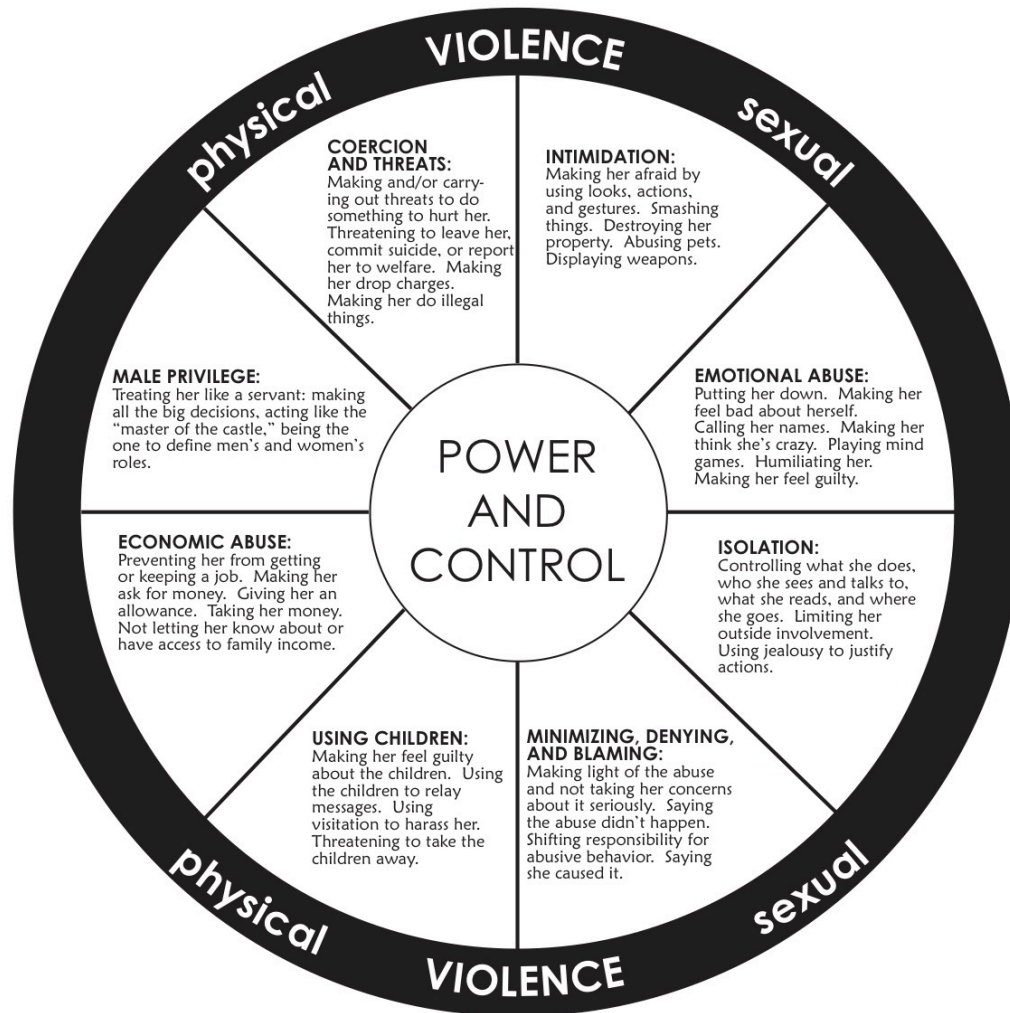 physical VIOLENCE sexual
COERCION
AND THREATS:
Making and/or carry-
ing out threats to do
something to hurt her.
Threatening to leave her,
commit suicide, or report
her to welfare.  Making
her drop charges.
Making her do illegal
things.
INTIMIDATION:
Making her afraid by
using looks, actions,
and gestures.  Smashing
things.  Destroying her
property.  Abusing pets.
Displaying weapons.
MALE PRIVILEGE:
Treating her like a servant: making
all the big decisions, acting like the
“master of the castle,” being the
one to define men’s and women’s
roles.
EMOTIONAL ABUSE:
Putting her down.  Making her
feel bad about herself.
Calling her names.  Making her
think she’s crazy.  Playing mind
games.  Humiliating her.
Making her feel guilty.
POWER
AND
CONTROL
ECONOMIC ABUSE:
Preventing her from getting
or keeping a job.  Making her
ask for money.  Giving her an
allowance.  Taking her money.
Not letting her know about or
have access to family income.
ISOLATION:
Controlling what she does,
who she sees and talks to,
what she reads, and where
she goes.  Limiting her
outside involvement.
Using jealousy to justify
actions.
USING CHILDREN:
Making her feel guilty
about the children.  Using
the children to relay
messages.  Using
visitation to harass her.
Threatening to take the
children away.
MINIMIZING, DENYING,
AND BLAMING:
Making light of the abuse
and not taking her concerns
about it seriously.  Saying
the abuse didn’t happen.
Shifting responsibility for
abusive behavior.  Saying
she caused it.
physical VIOLENCE sexual